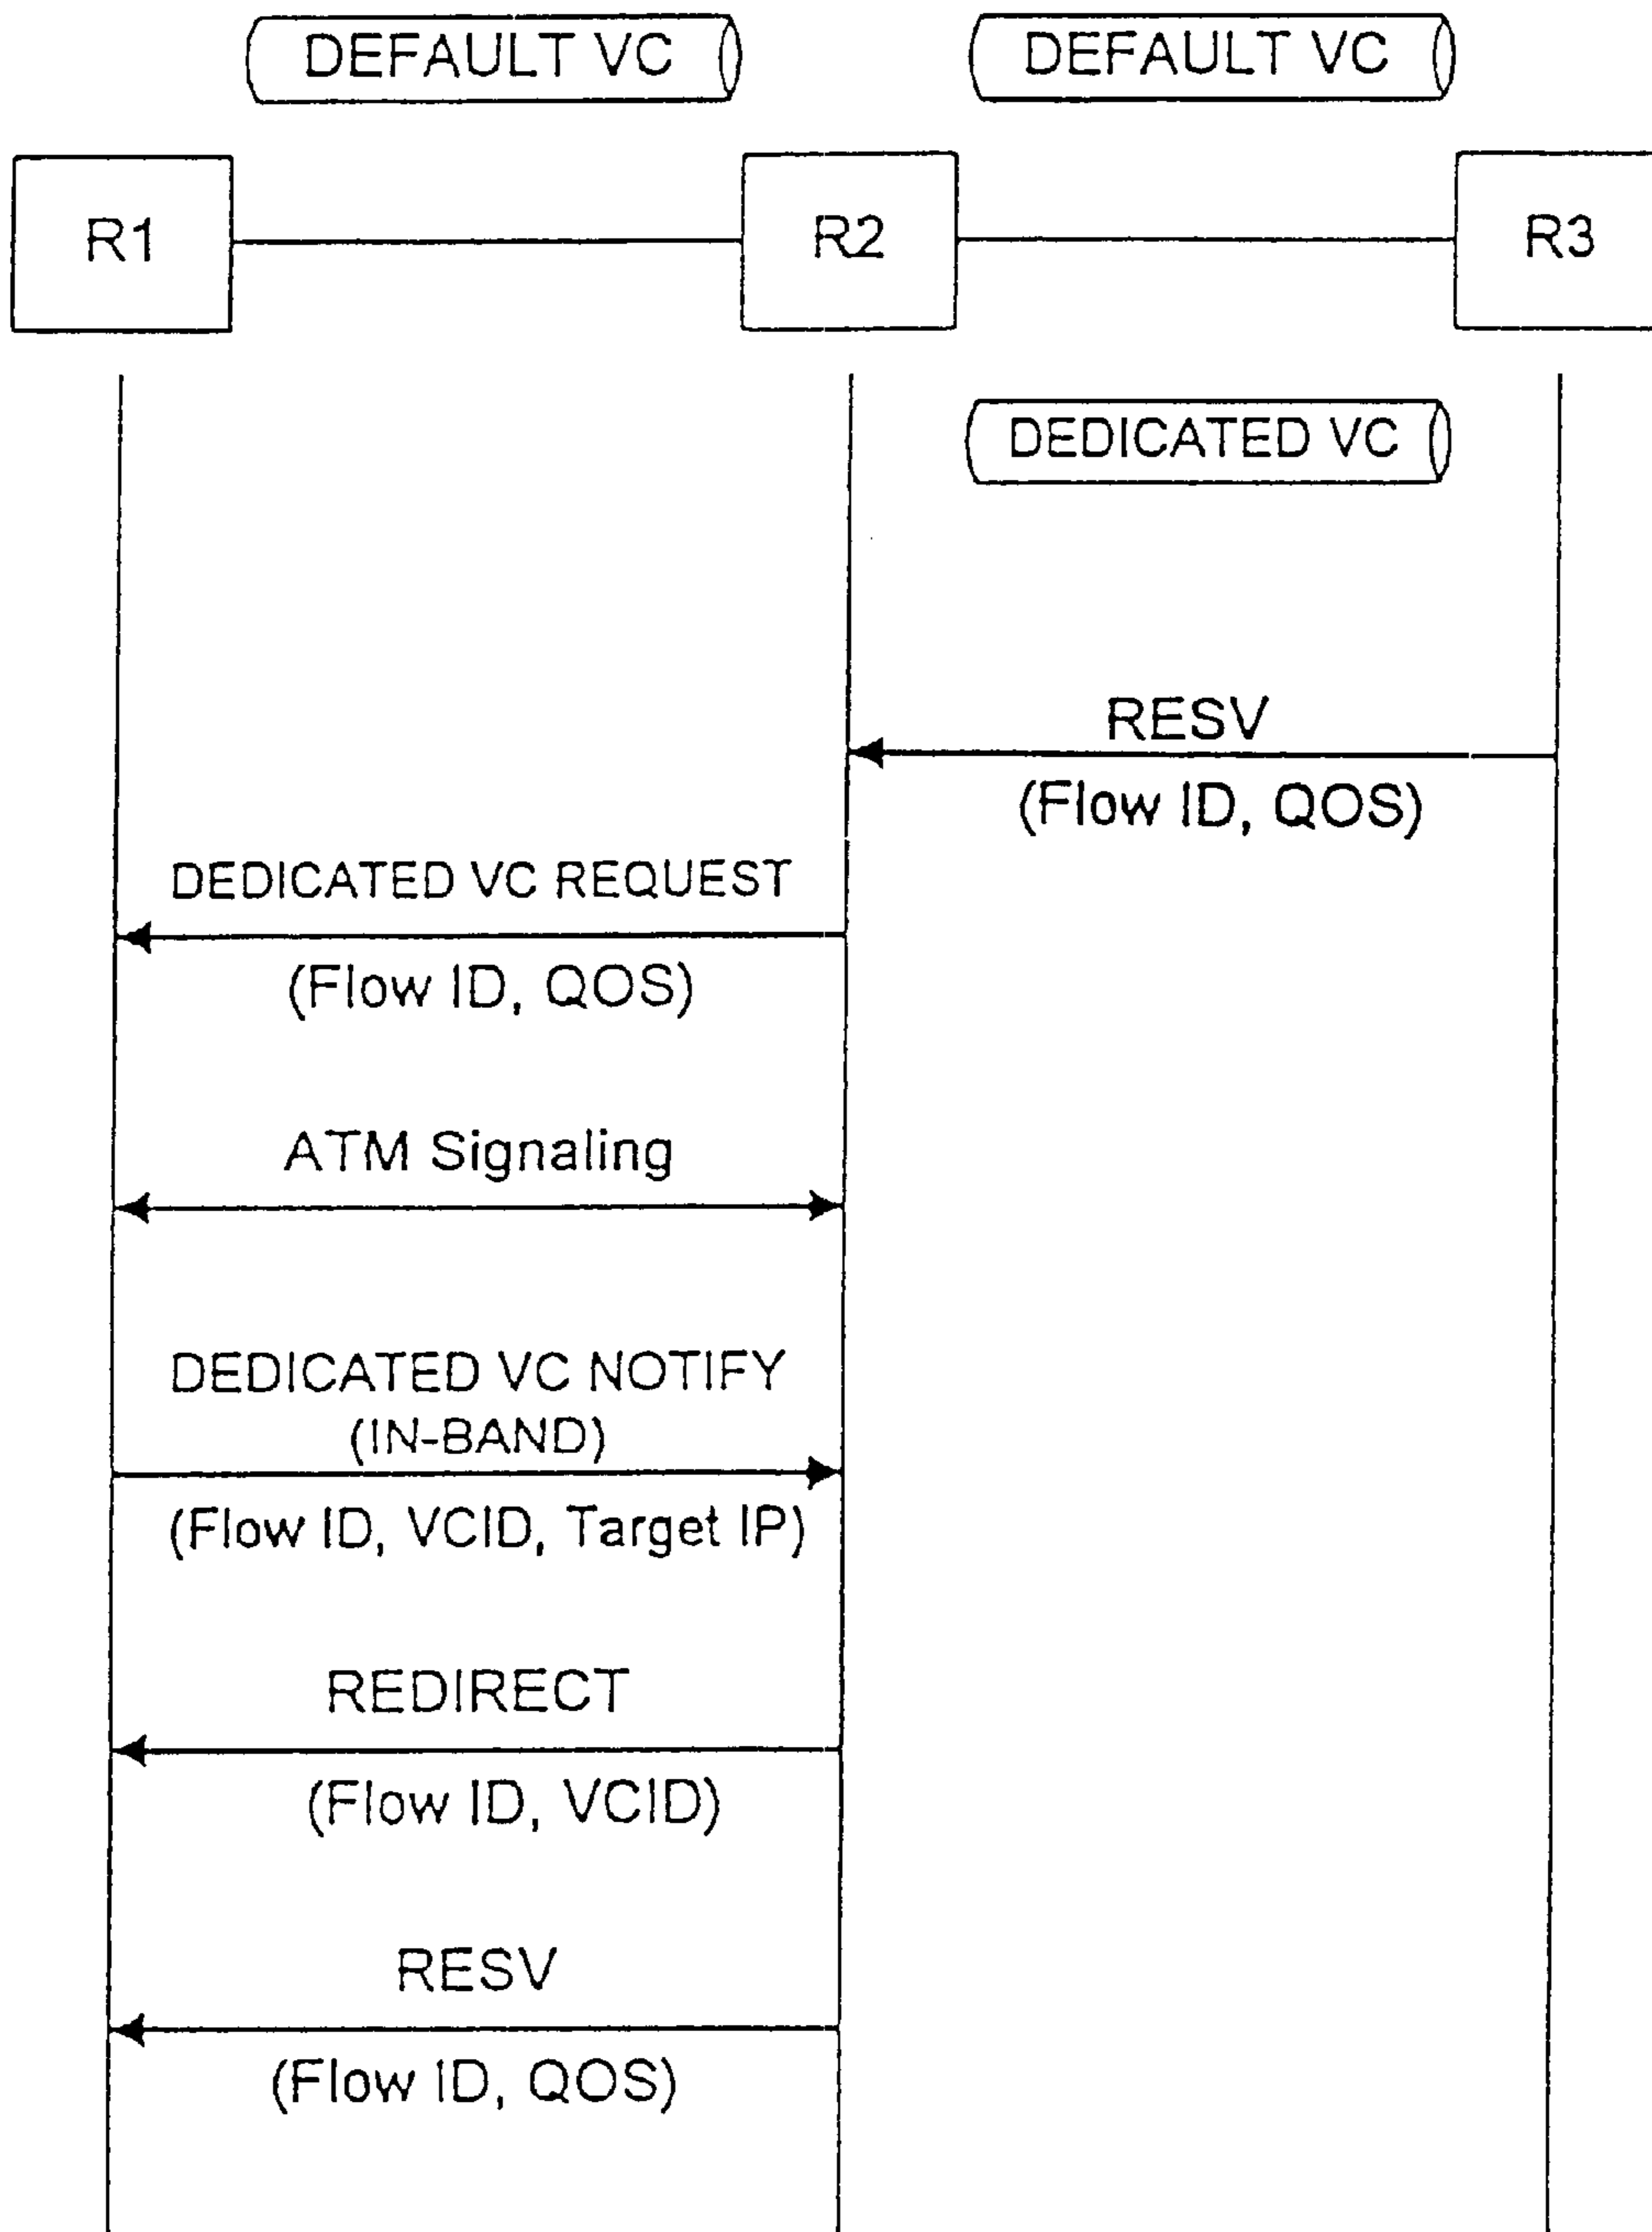 DEFAULT VC
DEFAULT VC
R1
R2
R3
DEDICATED VC
RESV
(Flow ID, QOS)
DEDICATED VC REQUEST
(Flow ID, QOS)
ATM Signaling
DEDICATED VC NOTIFY
(IN-BAND)
(Flow ID, VCID, Target IP)
REDIRECT
(Flow ID, VCID)
RESV
(Flow ID, QOS)